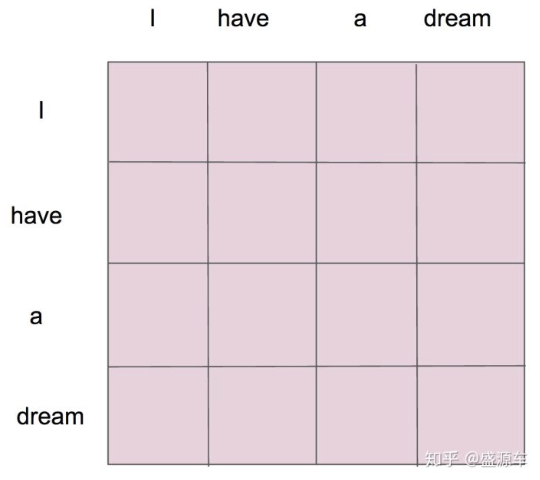 I have a dream
I
have
a
dream
知乎 @盛源车